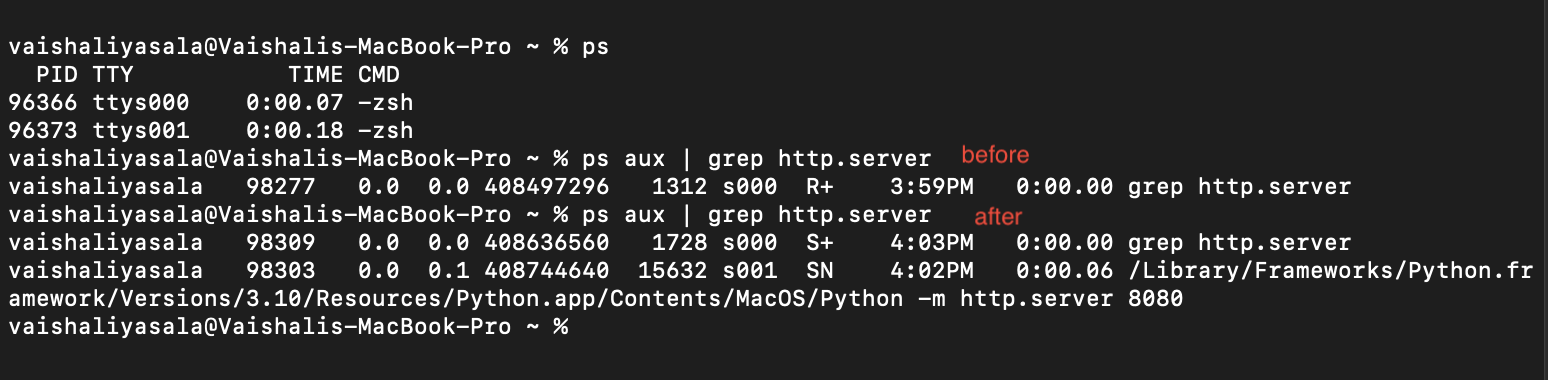 vaishaliyasala@Vaishalis-MacBook-Pro ~ % ps
  PID TTY           TIME CMD
96366 ttys000    0:00.07 -zsh
96373 ttys001    0:00.18 -zsh
vaishaliyasala@Vaishalis-MacBook-Pro ~ % ps aux | grep http.server before
vaishaliyasala   98277   0.0  0.0 408497296   1312 s000  R+    3:59PM   0:00.00 grep http.server
vaishaliyasala@Vaishalis-MacBook-Pro ~ % ps aux | grep http.server after
vaishaliyasala   98309   0.0  0.0 408636560   1728 s000  S+    4:03PM   0:00.00 grep http.server
vaishaliyasala   98303   0.0  0.1 408744640  15632 s001  SN    4:02PM   0:00.06 /Library/Frameworks/Python.fr
amework/Versions/3.10/Resources/Python.app/Contents/MacOS/Python -m http.server 8080
vaishaliyasala@Vaishalis-MacBook-Pro ~ %